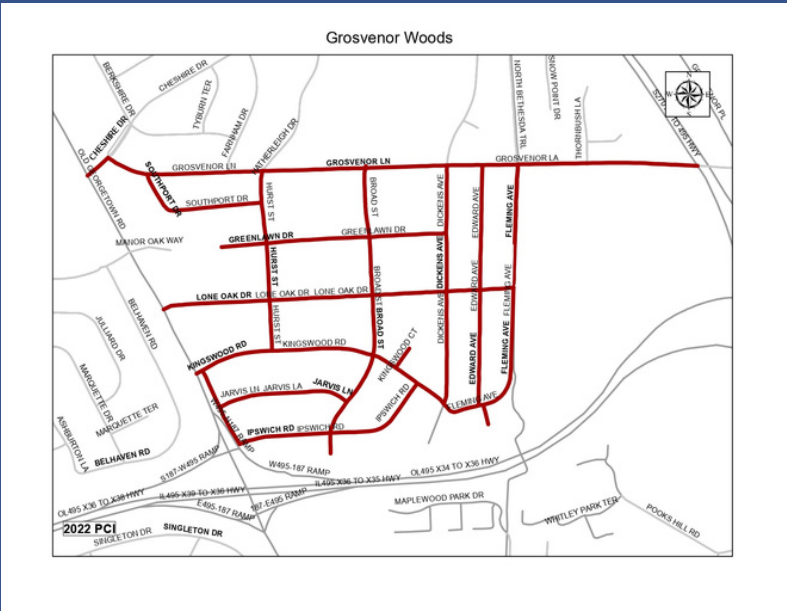 Grosvenor Woods
BERKSHIRE DR
CHESHIRE DR
TYBURN TER
FARNHAM DR
HATHERLEIGH DR
NORTH BETHESDA TRL
SNOW POINT DR
THORNBUSH LA
N
W
E
S
CHESHIRE DR
OLD GEORGETOWN RD
SOUTHPORT DR
GROSVENOR LN
GROSVENOR LN
GROSVENOR LA
SOUTHPORT DR
HURST ST
BROAD ST
DICKENS AVE
EDWARD AVE
FLEMING AVE
MANOR OAK WAY
GREENLAWN DR
GREENLAWN DR
HURST ST
DICKENS AVE
BROAD ST
EDWARD AVE
FLEMING AVE
LONE OAK DR
LONE OAK DR
LONE OAK DR
BELHAVEN RD
HURST ST
BROAD ST
DICKENS AVE
EDWARD AVE
FLEMING AVE
JULLIARD DR
KINGSWOOD RD
KINGSWOOD RD
KINGSWOOD CT
MARQUETTE DR
JARVIS LN
JARVIS LA
JARVIS LN
IPSWICH RD
FLEMING AVE
MARQUETTE TER
ASHBURTON LA
IPSWICH RD
IPSWICH RD
BELHAVEN RD
S187-W495 RAMP
W495-187 RAMP
OL495 X34 TO X36 HWY
IL495 X36 TO X35 HWY
OL495 X36 TO X38 HWY
IL495 X39 TO X36 HWY
E495-187 RAMP
187-E495 RAMP
MAPLEWOOD PARK DR
WHITLEY PARK TER
POOKS HILL RD
2022 PCI
SINGLETON DR
SINGLETON DR